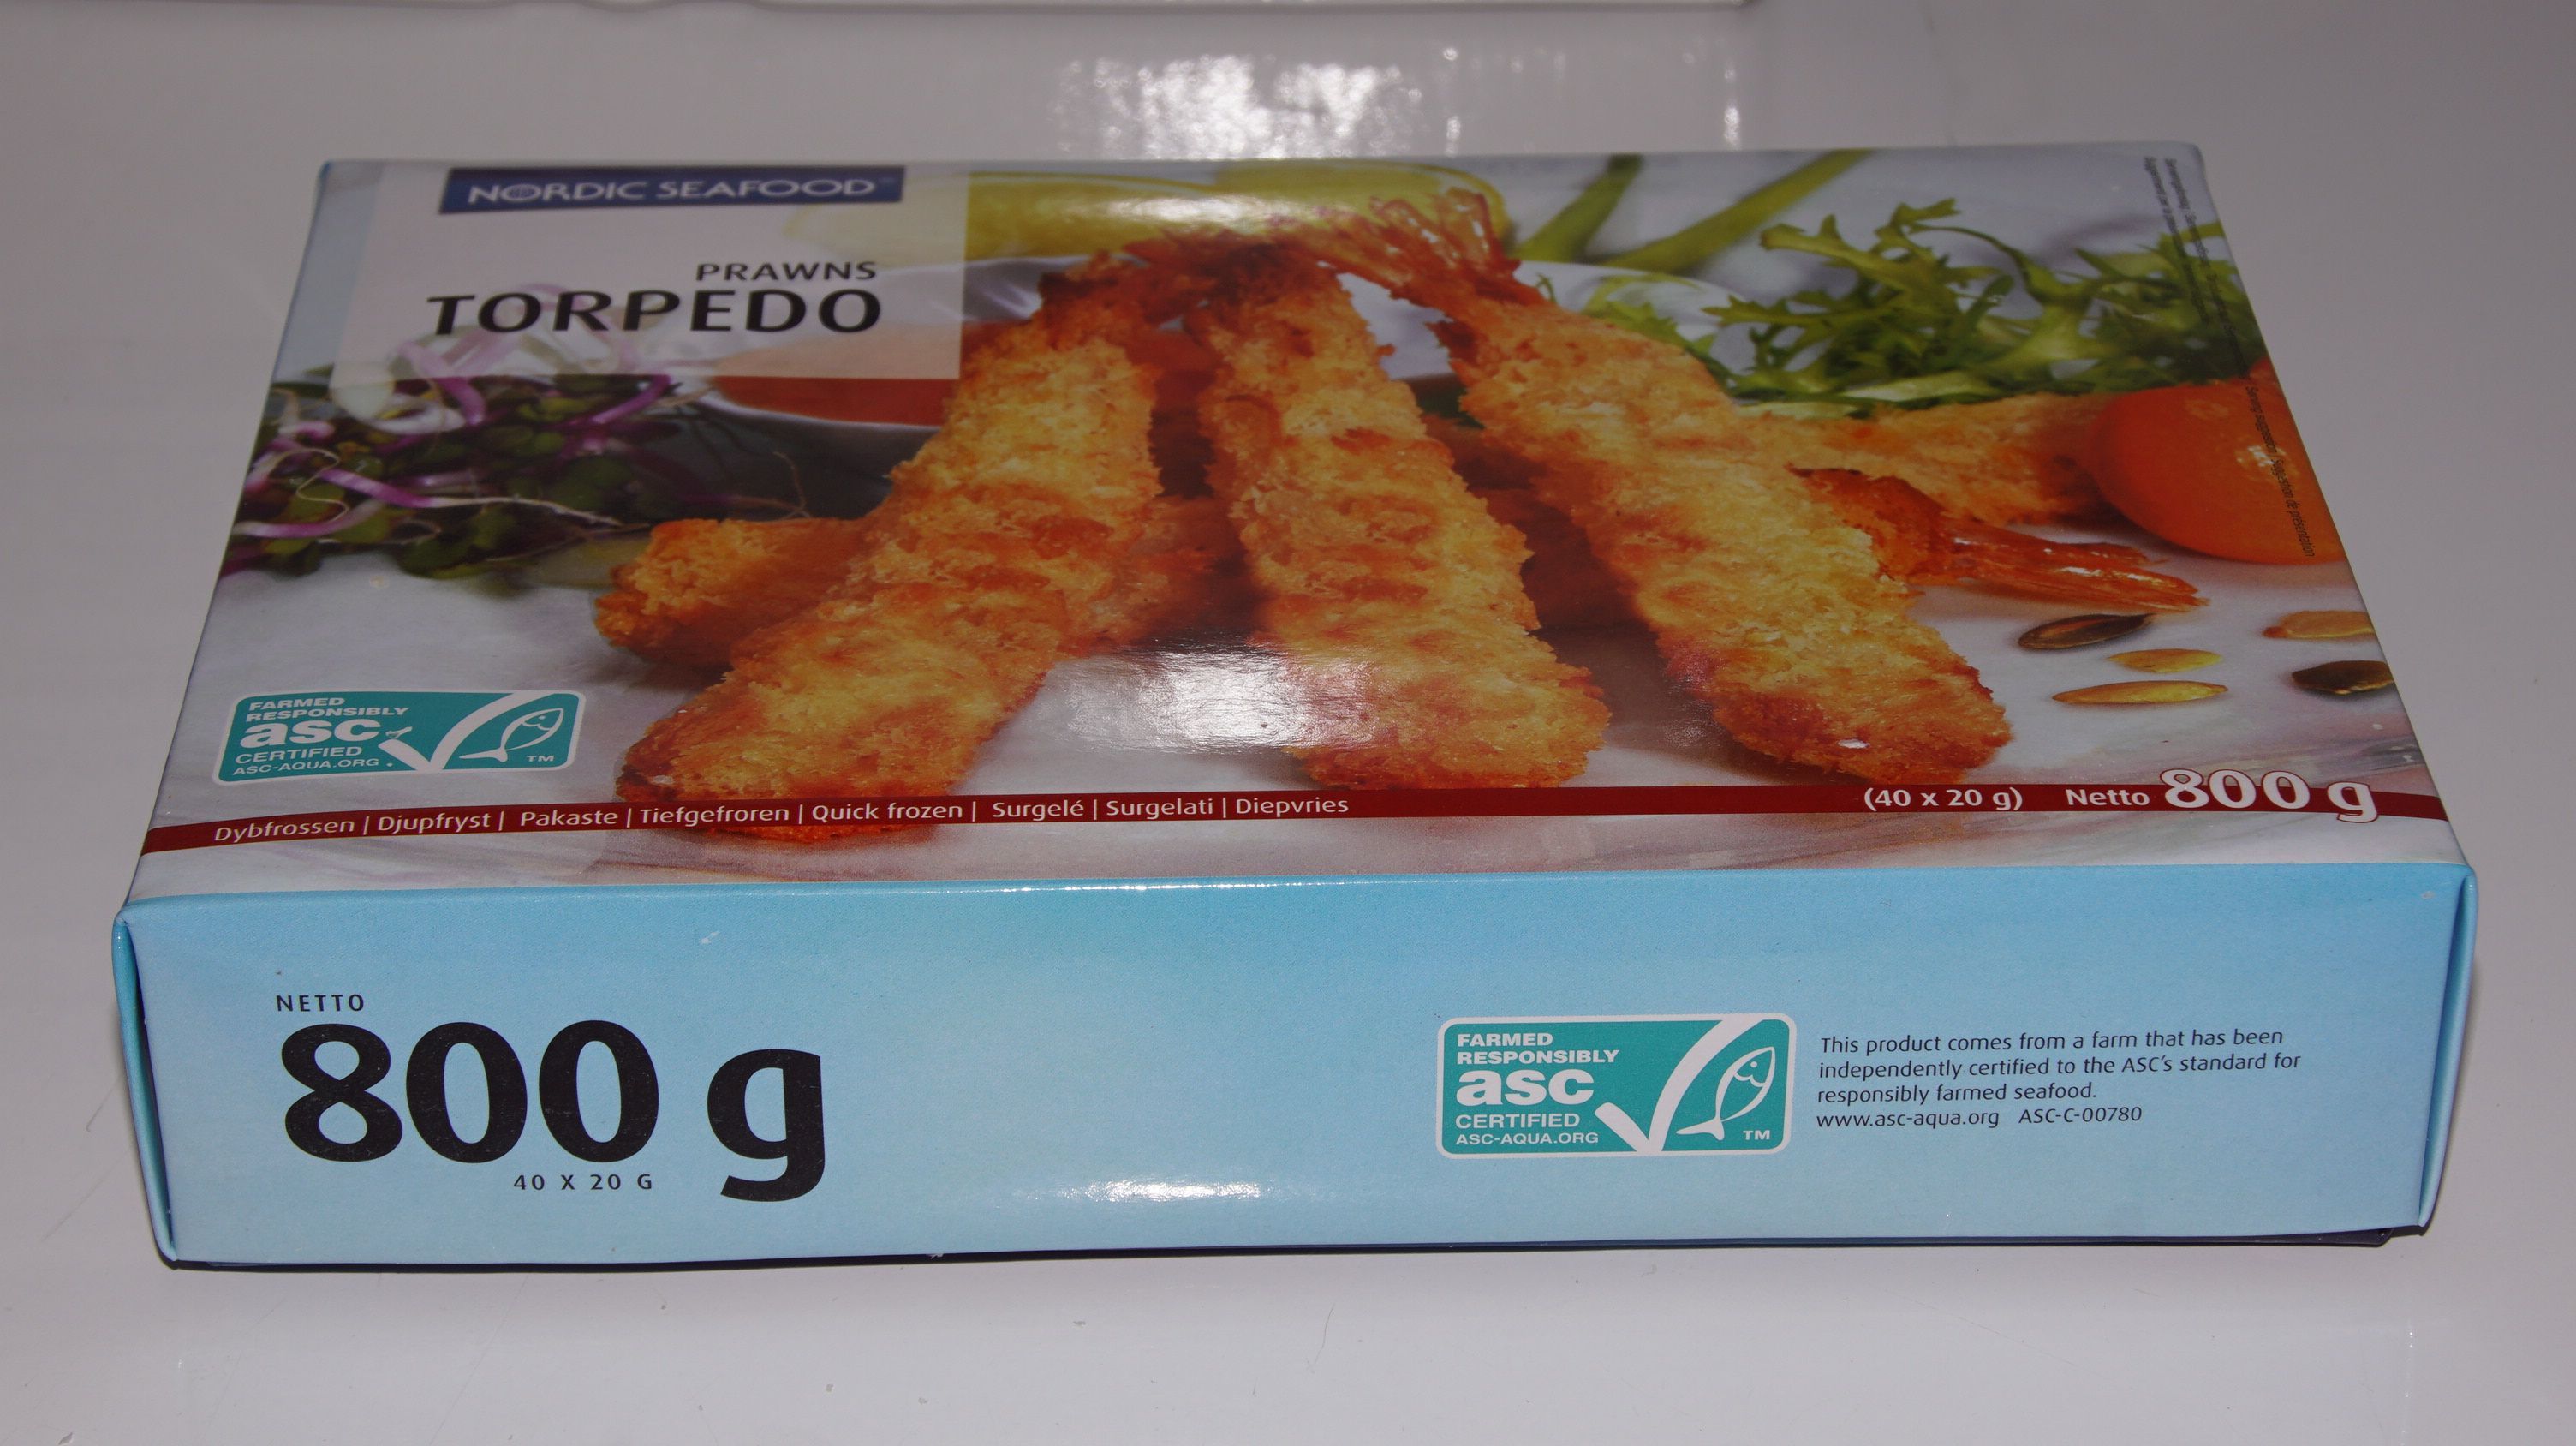 NORDIC SEAFOOD
PRAWNS
TORPEDO
FARMED
RESPONSIBLY
asc
CERTIFIED
ASC-AQUA.ORG
TM
Dybfrossen | Djupfryst | Pakaste | Tiefgefroren | Quick frozen | Surgelé | Surgelati | Diepvries
(40 x 20 g) Netto 800 g
NETTO
800 g
40 X 20 G
FARMED
RESPONSIBLY
asc
CERTIFIED
ASC-AQUA.ORG
TM
This product comes from a farm that has been
independently certified to the ASC's standard for
responsibly farmed seafood.
www.asc-aqua.org ASC-C-00780